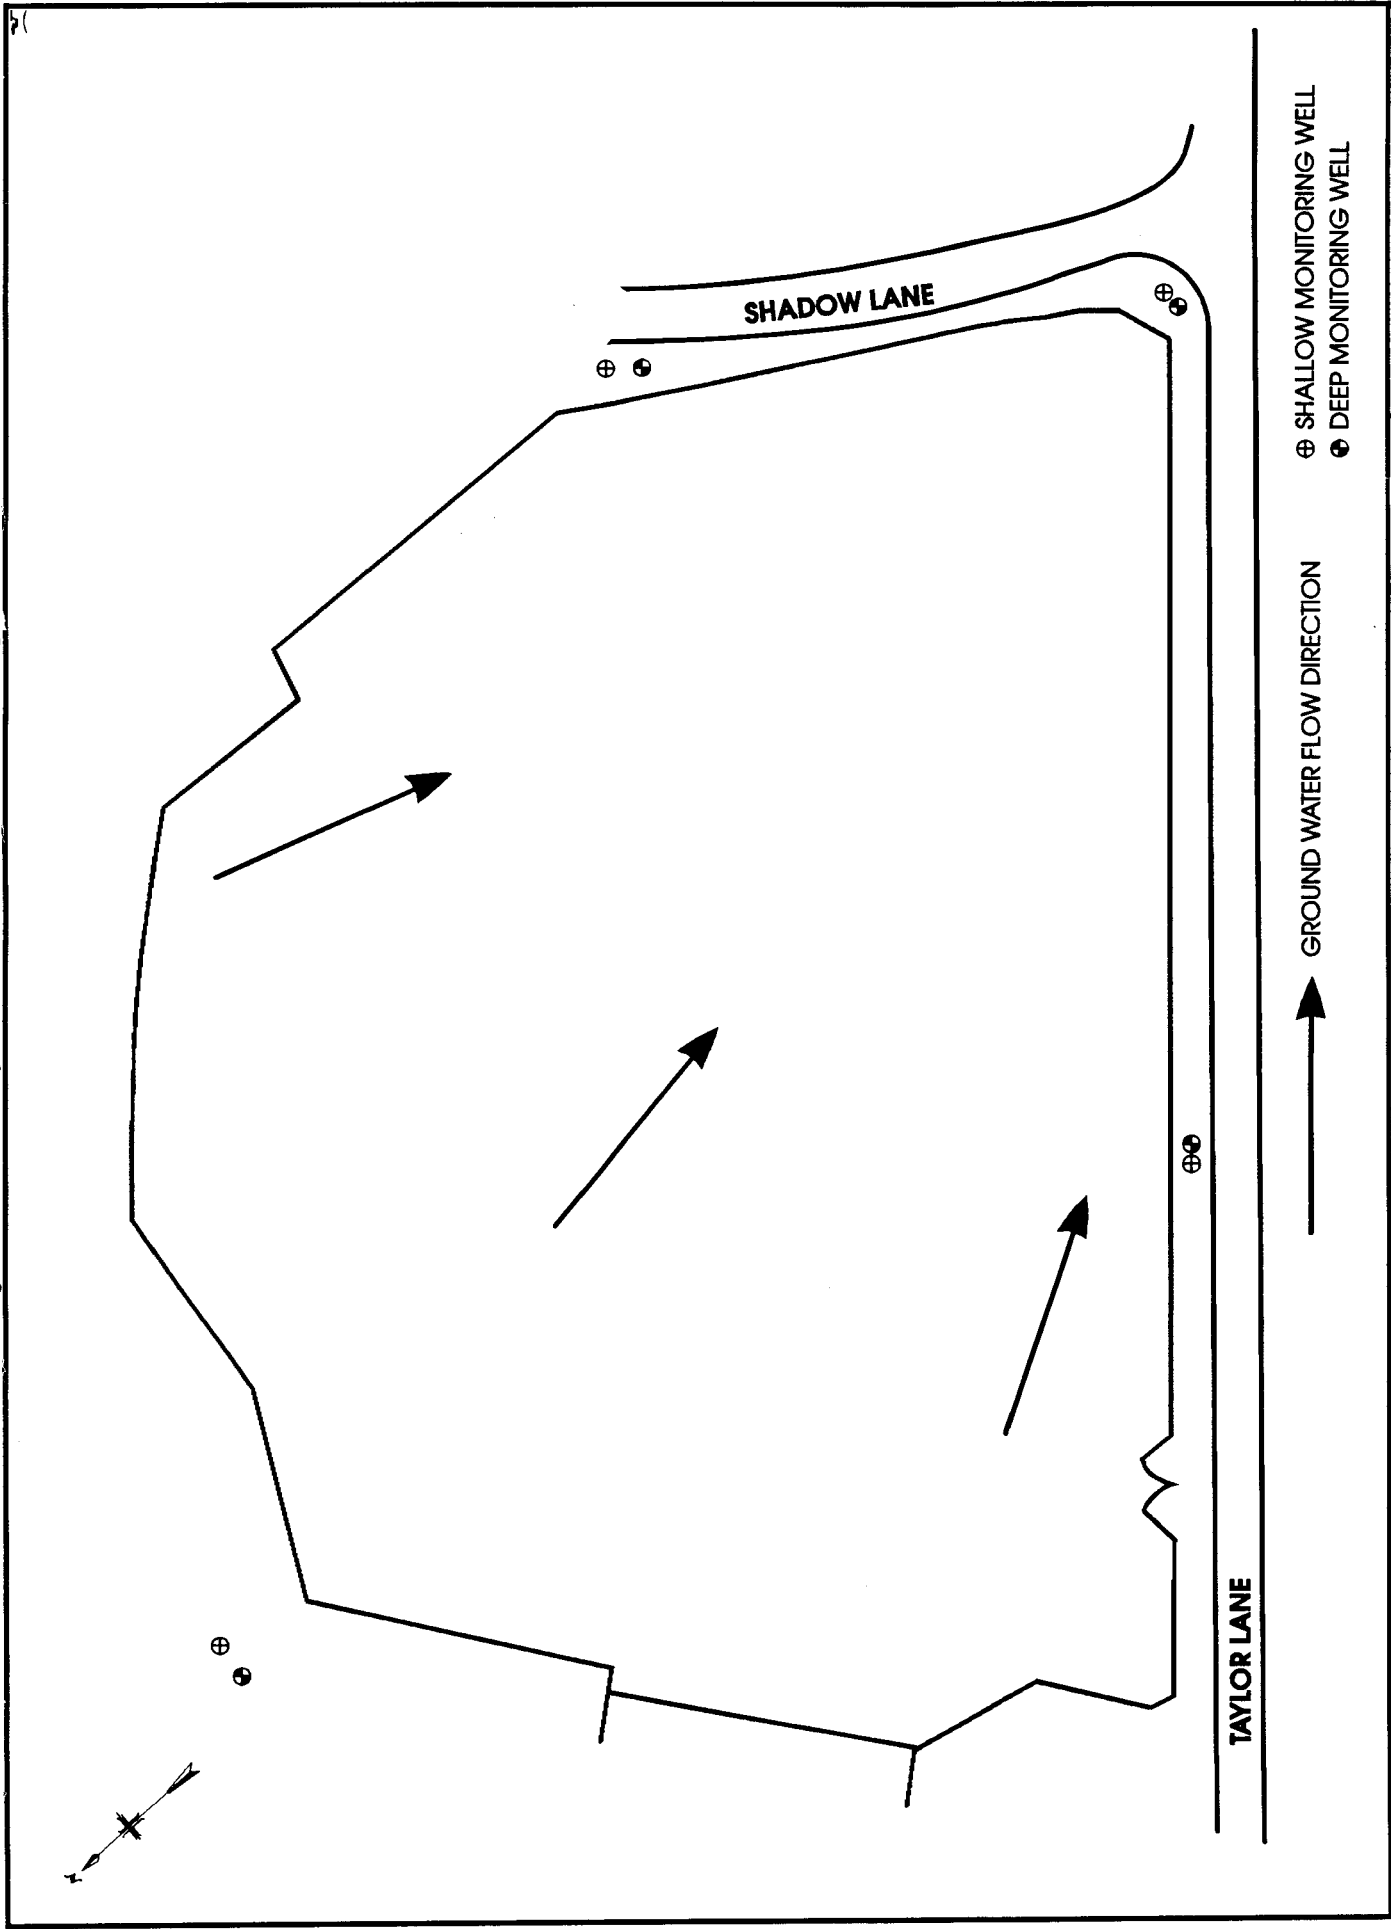 SHADOW LANE
TAYLOR LANE
GROUND WATER FLOW DIRECTION
SHALLOW MONITORING WELL
DEEP MONITORING WELL
N